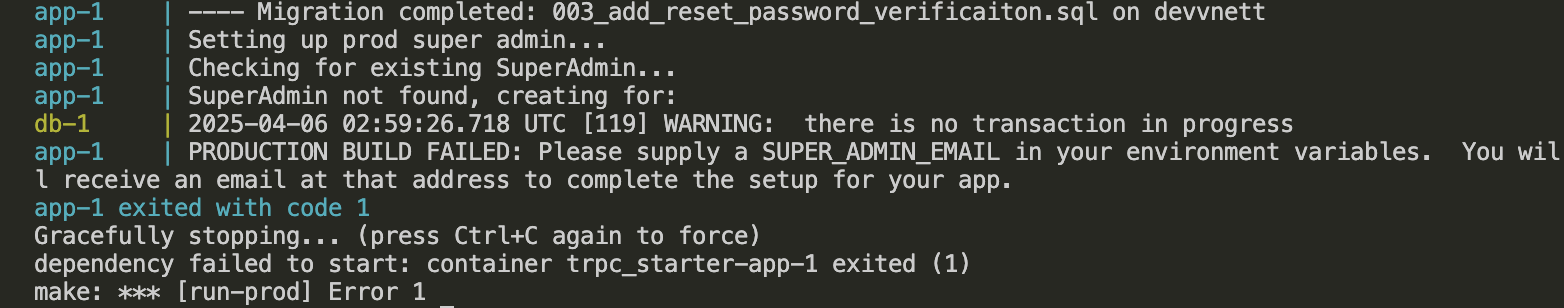 app-1    | ---- Migration completed: 003_add_reset_password_verificaiton.sql on devvnett
app-1    | Setting up prod super admin...
app-1    | Checking for existing SuperAdmin...
app-1    | SuperAdmin not found, creating for:
db-1     | 2025-04-06 02:59:26.718 UTC [119] WARNING:  there is no transaction in progress
app-1    | PRODUCTION BUILD FAILED: Please supply a SUPER_ADMIN_EMAIL in your environment variables.  You wil
l receive an email at that address to complete the setup for your app.
app-1 exited with code 1
Gracefully stopping... (press Ctrl+C again to force)
dependency failed to start: container trpc_starter-app-1 exited (1)
make: *** [run-prod] Error 1